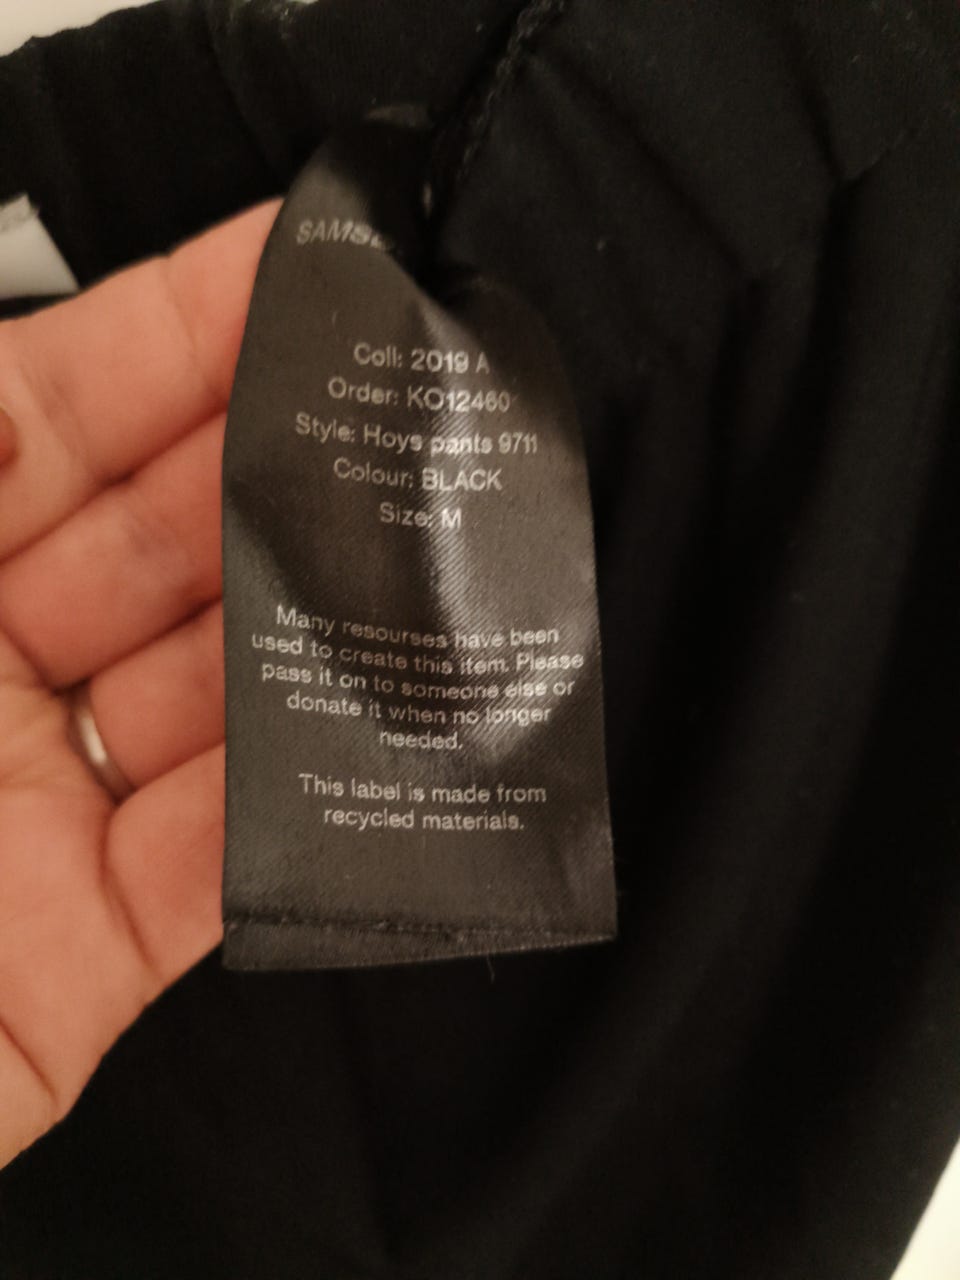 Coll: 2019 A
Order: KO12460
Style: Hoys pants 9711
Colour: BLACK
Size: M
Many resourses have been
used to create this item. Please
pass it on to someone else or
donate it when no longer
needed.
This label is made from
recycled materials.